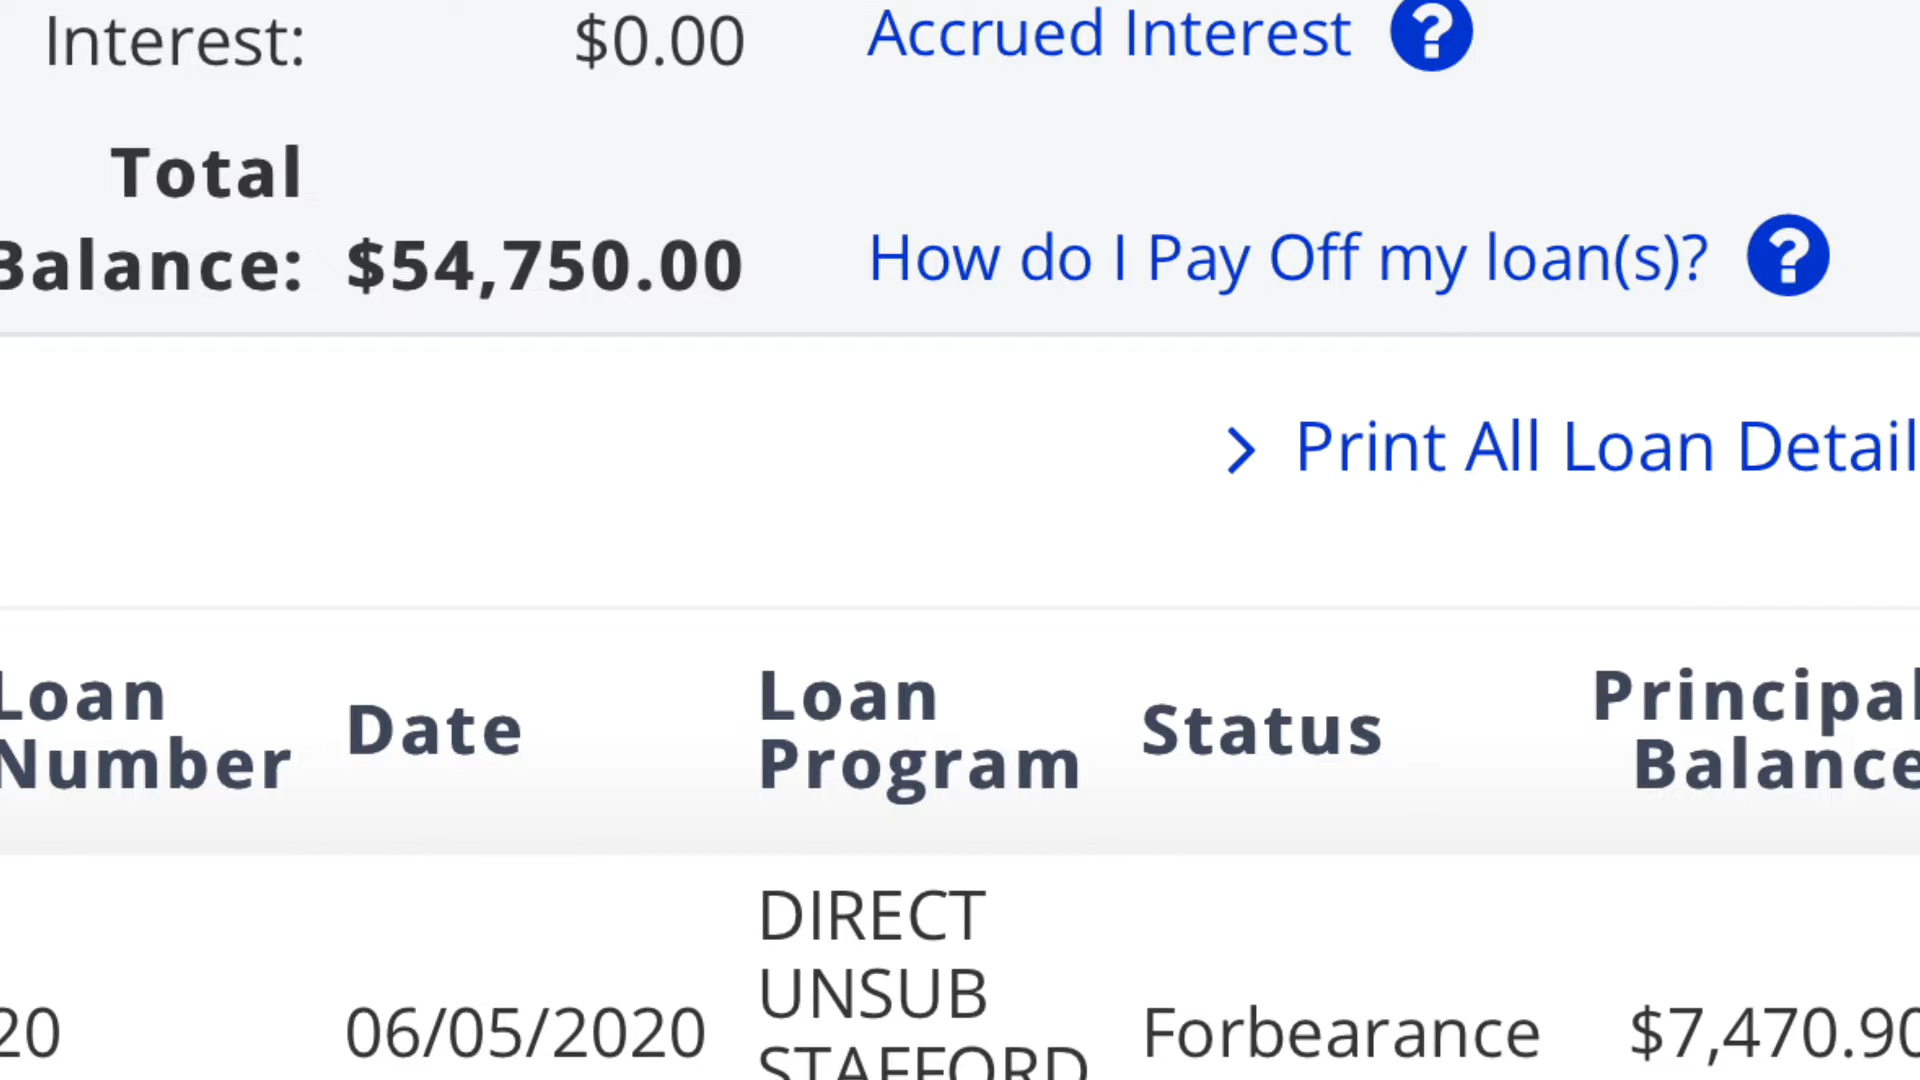 Interest: $0.00 Accrued Interest ?
Total
Balance: $54,750.00 How do I Pay Off my loan(s)? ?
> Print All Loan Detail
Loan
Number
Date
Loan
Program
Status
Principal
Balance
20 06/05/2020
DIRECT
UNSUB
STAFFORD
Forbearance $7,470.90